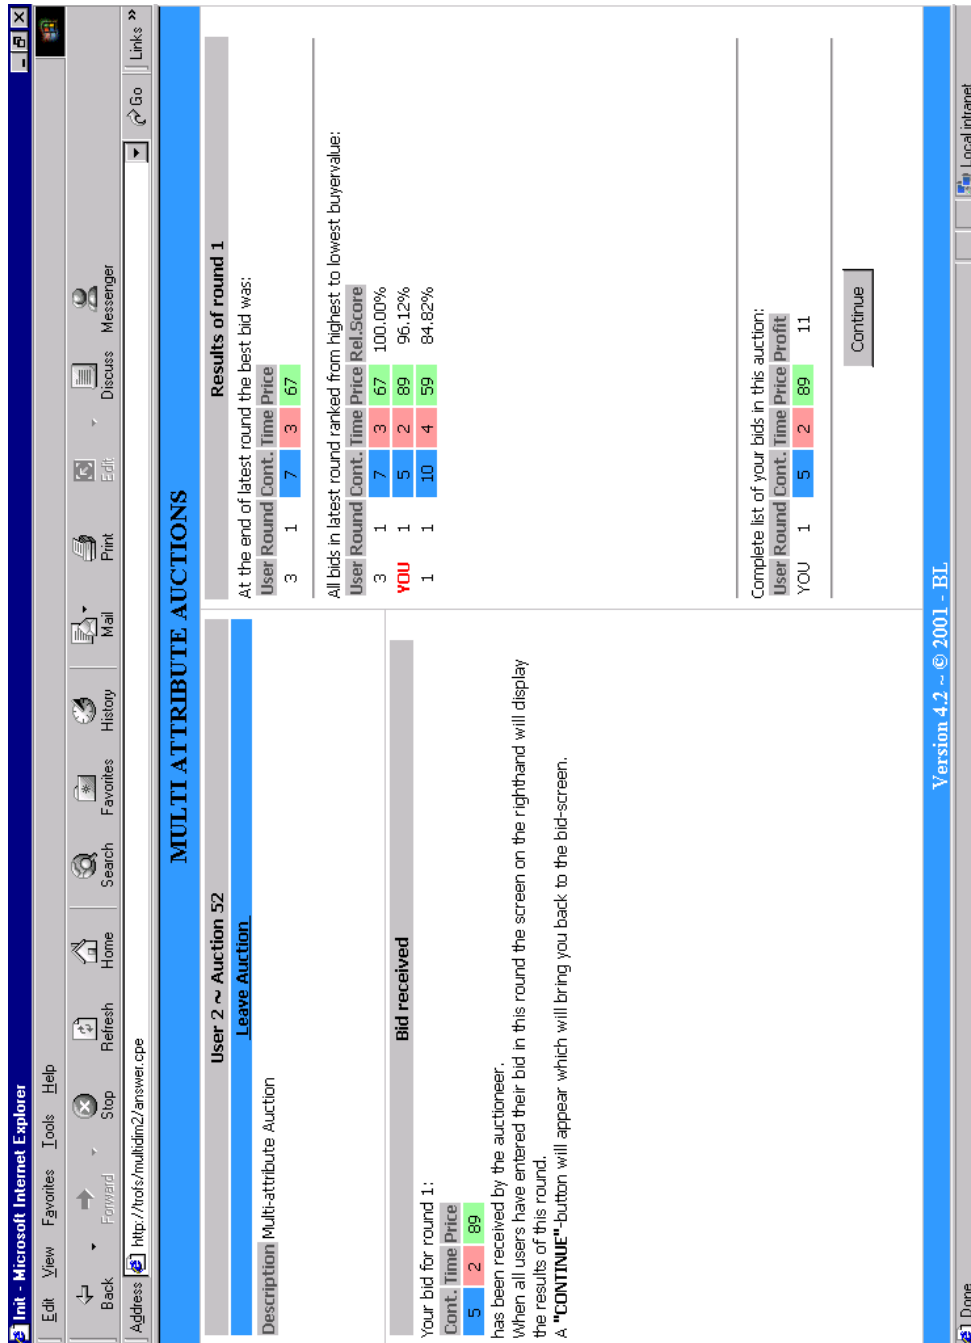 Init - Microsoft Internet Explorer
Edit View Favorites Tools Help
Back Forward Stop Refresh Home Search Favorites History Mail Print Edit Discuss Messenger
Address http://trofs/multidim2/answer.cpe Go Links »
MULTI ATTRIBUTE AUCTIONS
User 2 ~ Auction 52
Leave Auction
Description Multi-attribute Auction
Bid received
Your bid for round 1:
Cont. Time Price
5 2 89
has been received by the auctioneer.
When all users have entered their bid in this round the screen on the righthand will display
the results of this round.
A "CONTINUE"-button will appear which will bring you back to the bid-screen.
Results of round 1
At the end of latest round the best bid was:
User Round Cont. Time Price
3 1 7 3 67
All bids in latest round ranked from highest to lowest buyervalue:
User Round Cont. Time Price Rel.Score
3 1 7 3 67 100.00%
YOU 1 5 2 89 96.12%
1 1 10 4 59 84.82%
Complete list of your bids in this auction:
User Round Cont. Time Price Profit
YOU 1 5 2 89 11
Continue
Version 4.2 ~ © 2001 - BL
Done Local intranet